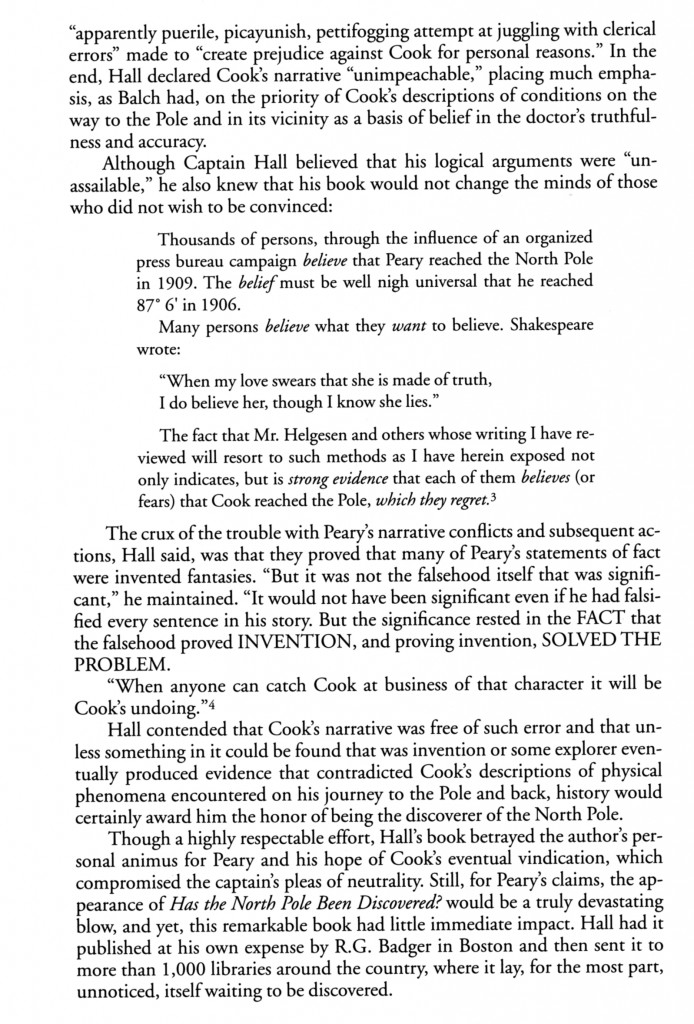 “apparently puerile, picayunish, pettifogging attempt at juggling with clerical
errors” made to “create prejudice against Cook for personal reasons.” In the
end, Hall declared Cook’s narrative “unimpeachable,” placing much empha-
sis, as Balch had, on the priority of Cook’s descriptions of conditions on the
way to the Pole and in its vicinity as a basis of belief in the doctor’s truthful-
ness and accuracy.
Although Captain Hall believed that his logical arguments were “un-
assailable,” he also knew that his book would not change the minds of those
who did not wish to be convinced:
Thousands of persons, through the influence of an organized
press bureau campaign believe that Peary reached the North Pole
in 1909. The belief must be well nigh universal that he reached
87° 6' in 1906.
Many persons believe what they want to believe. Shakespeare
wrote:
“When my love swears that she is made of truth,
I do believe her, though I know she lies.”
The fact that Mr. Helgesen and others whose writing I have re-
viewed will resort to such methods as I have herein exposed not
only indicates, but is strong evidence that each of them believes (or
fears) that Cook reached the Pole, which they regret.3
The crux of the trouble with Peary’s narrative conflicts and subsequent ac-
tions, Hall said, was that they proved that many of Peary’s statements of fact
were invented fantasies. “But it was not the falsehood itself that was signifi-
cant,” he maintained. “It would not have been significant even if he had falsi-
fied every sentence in his story. But the significance rested in the FACT that
the falsehood proved INVENTION, and proving invention, SOLVED THE
PROBLEM.
“When anyone can catch Cook at business of that character it will be
Cook’s undoing.”4
Hall contended that Cook’s narrative was free of such error and that un-
less something in it could be found that was invention or some explorer even-
tually produced evidence that contradicted Cook’s descriptions of physical
phenomena encountered on his journey to the Pole and back, history would
certainly award him the honor of being the discoverer of the North Pole.
Though a highly respectable effort, Hall’s book betrayed the author’s per-
sonal animus for Peary and his hope of Cook’s eventual vindication, which
compromised the captain’s pleas of neutrality. Still, for Peary’s claims, the ap-
pearance of Has the North Pole Been Discovered? would be a truly devastating
blow, and yet, this remarkable book had little immediate impact. Hall had it
published at his own expense by R.G. Badger in Boston and then sent it to
more than 1,000 libraries around the country, where it lay, for the most part,
unnoticed, itself waiting to be discovered.